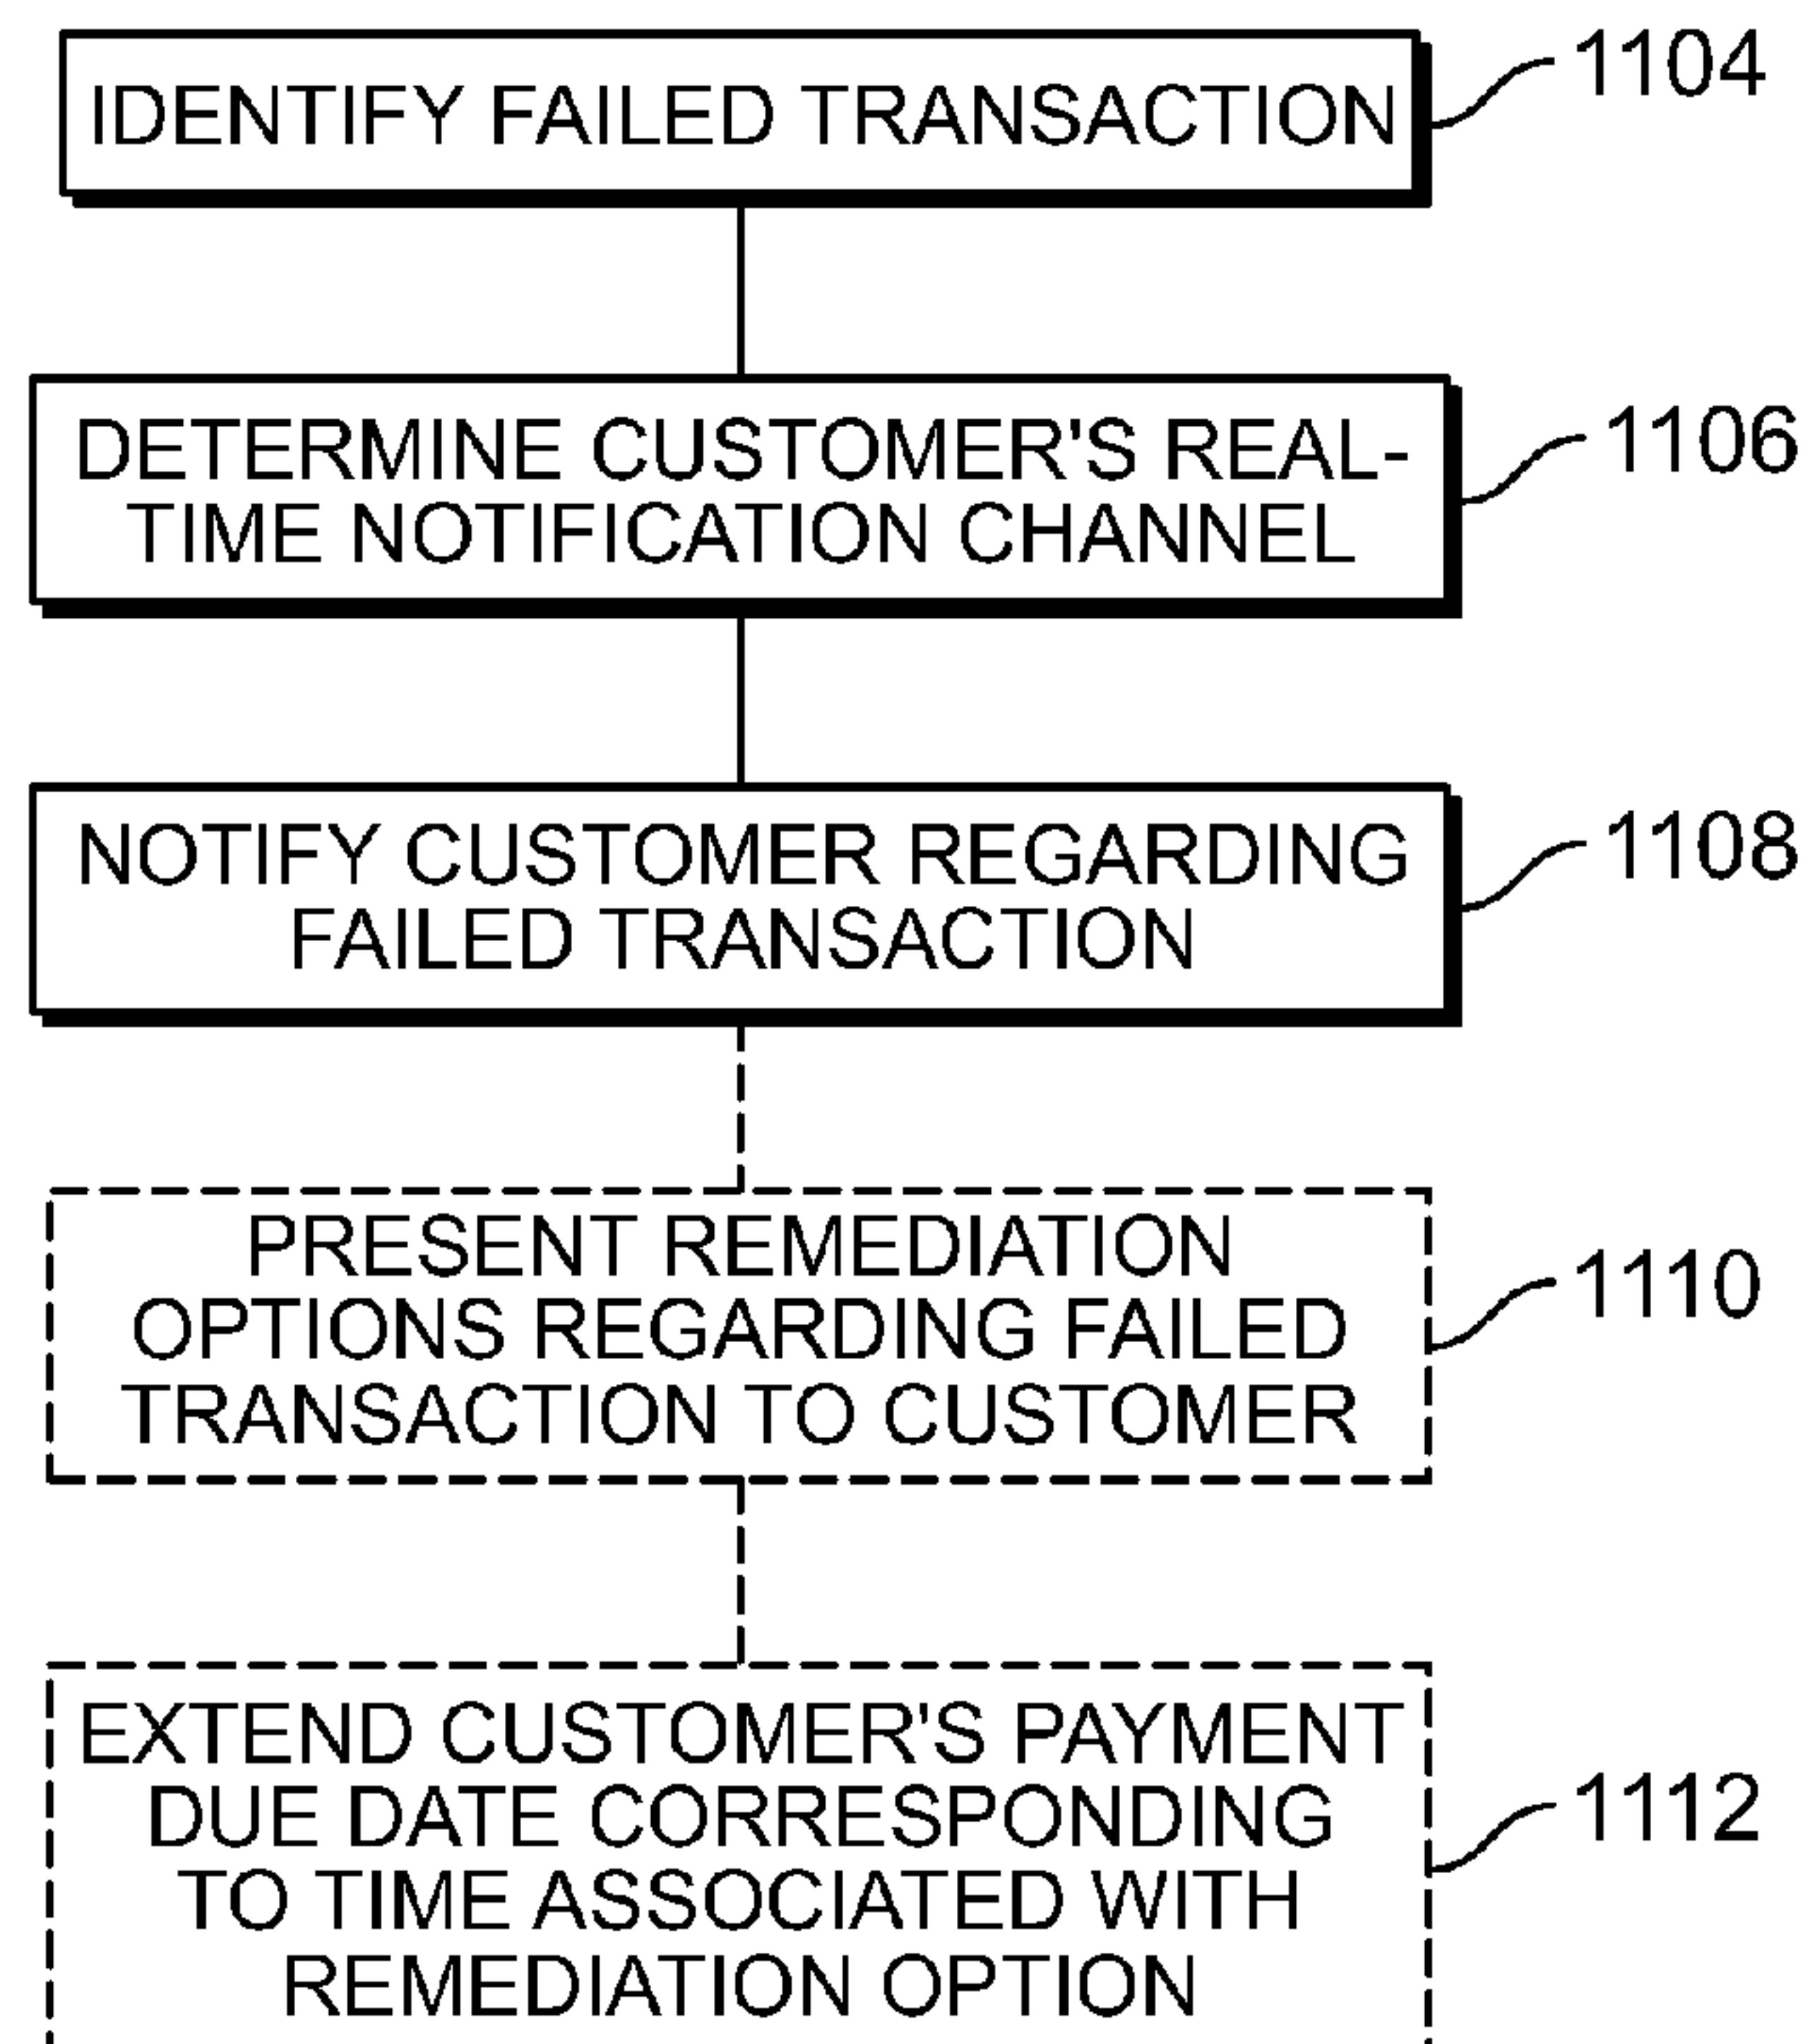 IDENTIFY FAILED TRANSACTION
1104
DETERMINE CUSTOMER'S REAL-
TIME NOTIFICATION CHANNEL
1106
NOTIFY CUSTOMER REGARDING
FAILED TRANSACTION
1108
PRESENT REMEDIATION
OPTIONS REGARDING FAILED
TRANSACTION TO CUSTOMER
1110
EXTEND CUSTOMER'S PAYMENT
DUE DATE CORRESPONDING
TO TIME ASSOCIATED WITH
REMEDIATION OPTION
1112